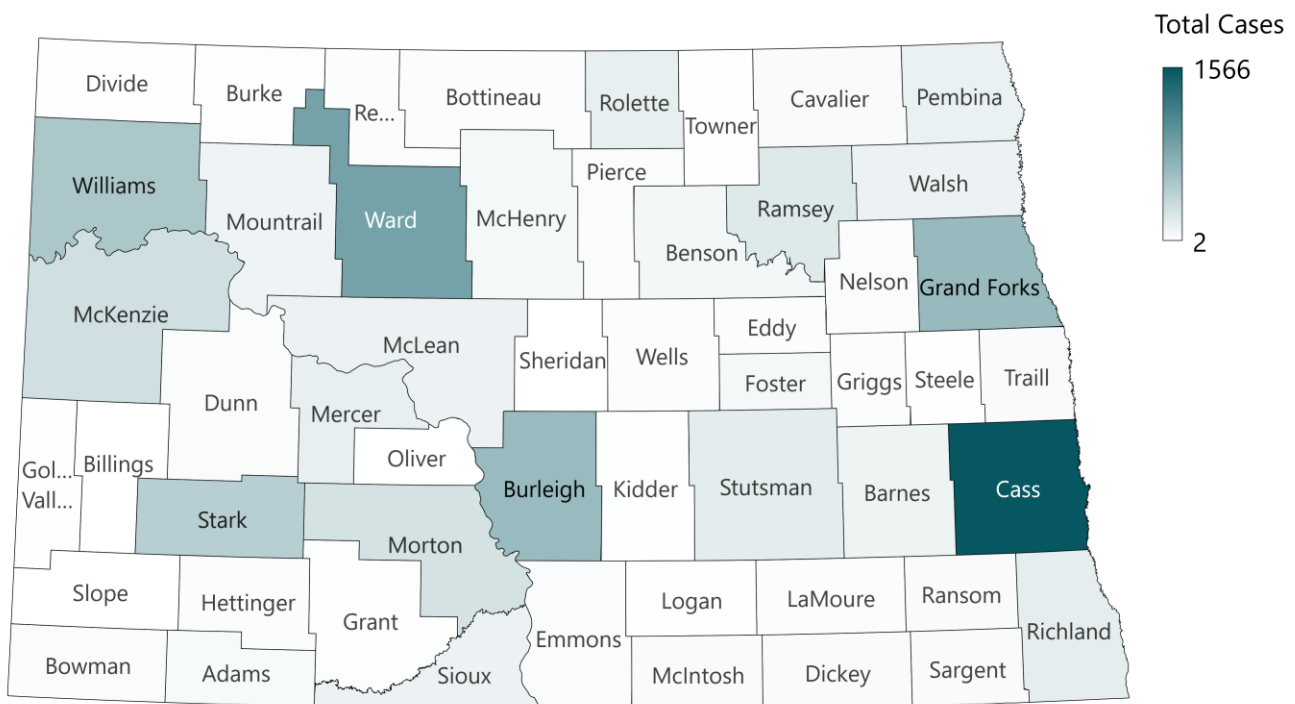 Total Cases
1566
2
Divide
Burke
Re...
Bottineau
Rolette
Towner
Cavalier
Pembina
Williams
Mountrail
Ward
McHenry
Pierce
Benson
Ramsey
Walsh
Nelson
Grand Forks
McKenzie
Dunn
McLean
Mercer
Oliver
Sheridan
Wells
Eddy
Foster
Griggs
Steele
Traill
Gol...
Vall...
Billings
Stark
Morton
Burleigh
Kidder
Stutsman
Barnes
Cass
Slope
Hettinger
Grant
Bowman
Adams
Sioux
Emmons
Logan
LaMoure
Ransom
Richland
McIntosh
Dickey
Sargent